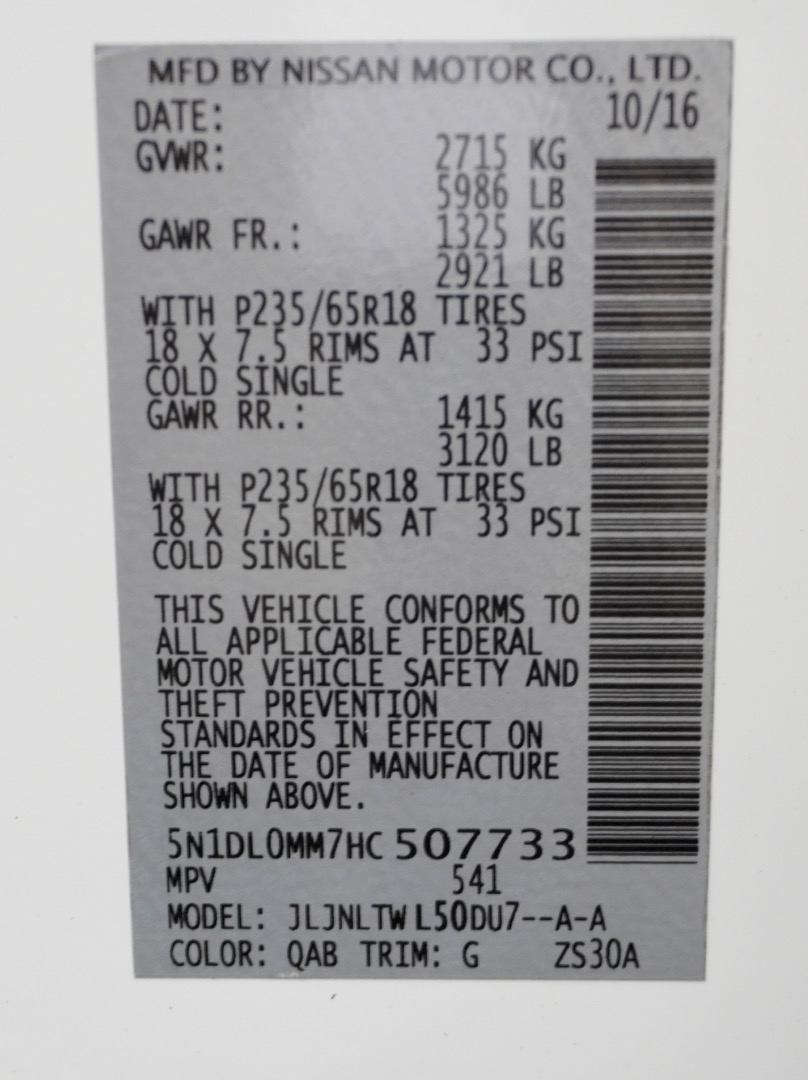 MFD BY NISSAN MOTOR CO., LTD.
DATE: 10/16
GVWR: 2715 KG
5986 LB
GAWR FR.: 1325 KG
2921 LB
WITH P235/65R18 TIRES
18 X 7.5 RIMS AT 33 PSI
COLD SINGLE
GAWR RR.: 1415 KG
3120 LB
WITH P235/65R18 TIRES
18 X 7.5 RIMS AT 33 PSI
COLD SINGLE
THIS VEHICLE CONFORMS TO
ALL APPLICABLE FEDERAL
MOTOR VEHICLE SAFETY AND
THEFT PREVENTION
STANDARDS IN EFFECT ON
THE DATE OF MANUFACTURE
SHOWN ABOVE.
5N1DL0MM7HC 507733
MPV 541
MODEL: JLJNLTW L50DU7--A-A
COLOR: QAB TRIM: G ZS30A